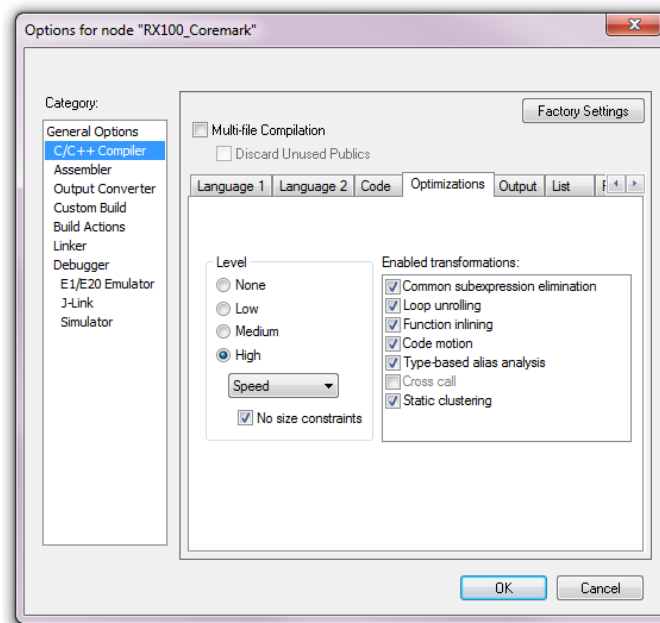 Options for node "RX100_Coremark"
Category:
Factory Settings
General Options
C/C++ Compiler
Assembler
Output Converter
Custom Build
Build Actions
Linker
Debugger
E1/E20 Emulator
J-Link
Simulator
Multi-file Compilation
Discard Unused Publics
Language 1 Language 2 Code Optimizations Output List
Level
None
Low
Medium
High
Speed
No size constraints
Enabled transformations:
Common subexpression elimination
Loop unrolling
Function inlining
Code motion
Type-based alias analysis
Cross call
Static clustering
OK Cancel